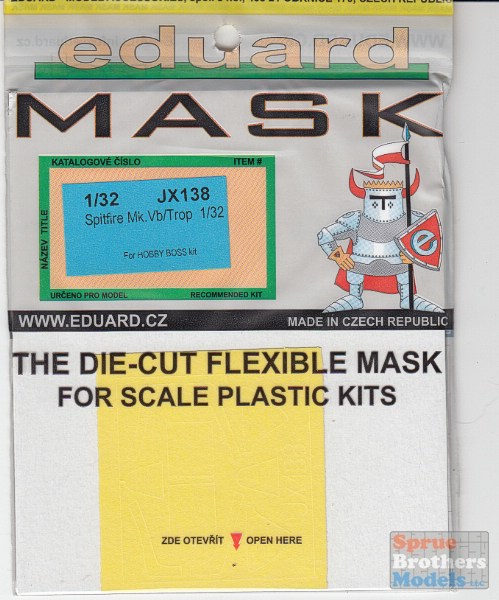 eduard
MASK
KATALOGOVÉ ČÍSLO ITEM #
1/32 JX138
Spitfire Mk.Vb/Trop 1/32
For HOBBY BOSS kit
NÁZEV TITLE
URČENO PRO MODEL RECOMMENDED KIT
e
WWW.EDUARD.CZ MADE IN CZECH REPUBLIC
THE DIE-CUT FLEXIBLE MASK
FOR SCALE PLASTIC KITS
ZDE OTEVŘÍT OPEN HERE
Sprue
Brothers
Models LLC